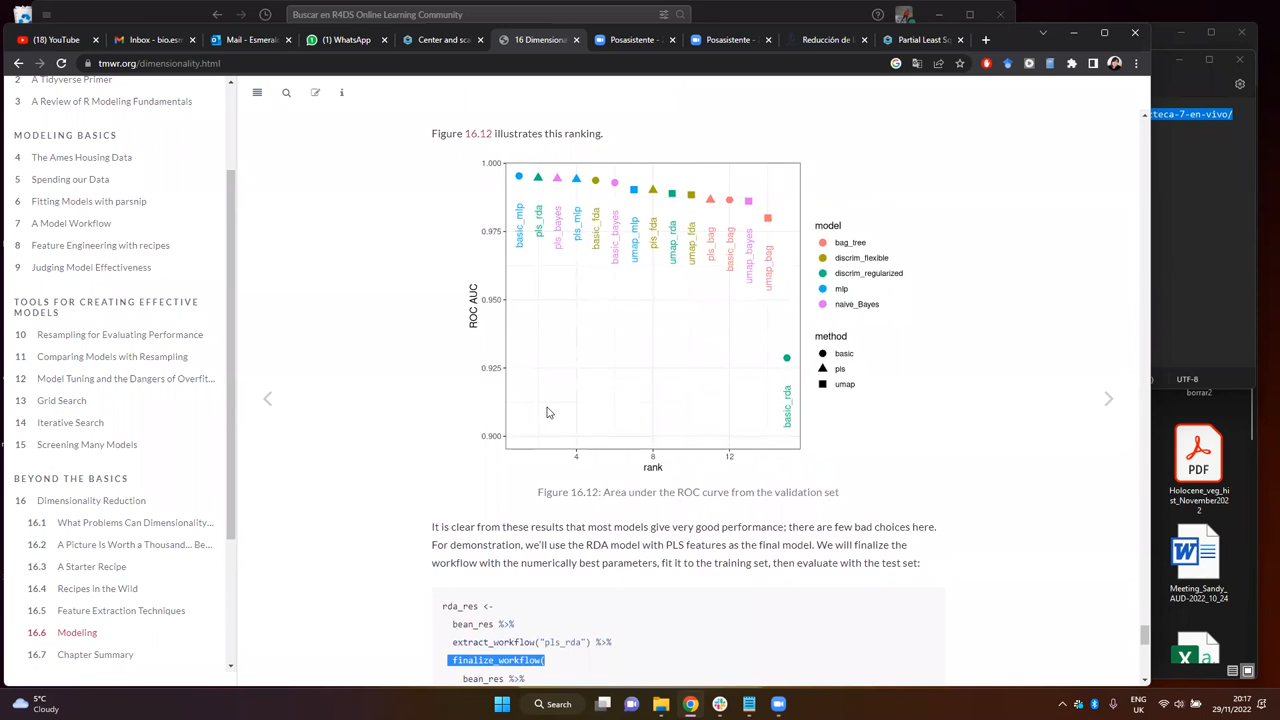 Buscar en R4DS Online Learning Community
(18) YouTube
Inbox - bio.esm
Mail - Esmeral
(1) WhatsApp
Center and sc
16 Dimension
Posasistente -
Posasistente -
Reducción de
Partial Least S
tmwr.org/dimensionality.html
teca-7-en-vivo/
2 A Tidyverse Primer
3 A Review of R Modeling Fundamentals
MODELING BASICS
4 The Ames Housing Data
5 Spending our Data
6 Fitting Models with parsnip
7 A Model Workflow
8 Feature Engineering with recipes
9 Judging Model Effectiveness
TOOLS FOR CREATING EFFECTIVE
MODELS
10 Resampling for Evaluating Performance
11 Comparing Models with Resampling
12 Model Tuning and the Dangers of Overfit...
13 Grid Search
14 Iterative Search
15 Screening Many Models
BEYOND THE BASICS
16 Dimensionality Reduction
16.1 What Problems Can Dimensionality...
16.2 A Picture Is Worth a Thousand... Be...
16.3 A Starter Recipe
16.4 Recipes in the Wild
16.5 Feature Extraction Techniques
16.6 Modeling
16.7 Chapter Summary
Figure 16.12 illustrates this ranking.
1.000
0.975
0.950
0.925
0.900
ROC AUC
basic_mlp
pls_rda
pls_bayes
pls_mlp
basic_fda
basic_bayes
umap_mlp
pls_fda
umap_rda
umap_fda
pls_bag
basic_bag
umap_bayes
umap_bag
basic_rda
4 8 12
rank
model
bag_tree
discrim_flexible
discrim_regularized
mlp
naive_Bayes
method
basic
pls
umap
Figure 16.12: Area under the ROC curve from the validation set
It is clear from these results that most models give very good performance; there are few bad choices here.
For demonstration, we'll use the RDA model with PLS features as the final model. We will finalize the
workflow with the numerically best parameters, fit it to the training set, then evaluate with the test set:
rda_res <-
bean_res %>%
extract_workflow("pls_rda") %>%
finalize_workflow(
bean_res %>%
UTF-8
borrar2
PDF
Holocene_veg_hi
st_November202
2
Meeting_Sandy_
AUD-2022_10_24
5°C
Cloudy
Search
ENG
UK
20:17
29/11/2022